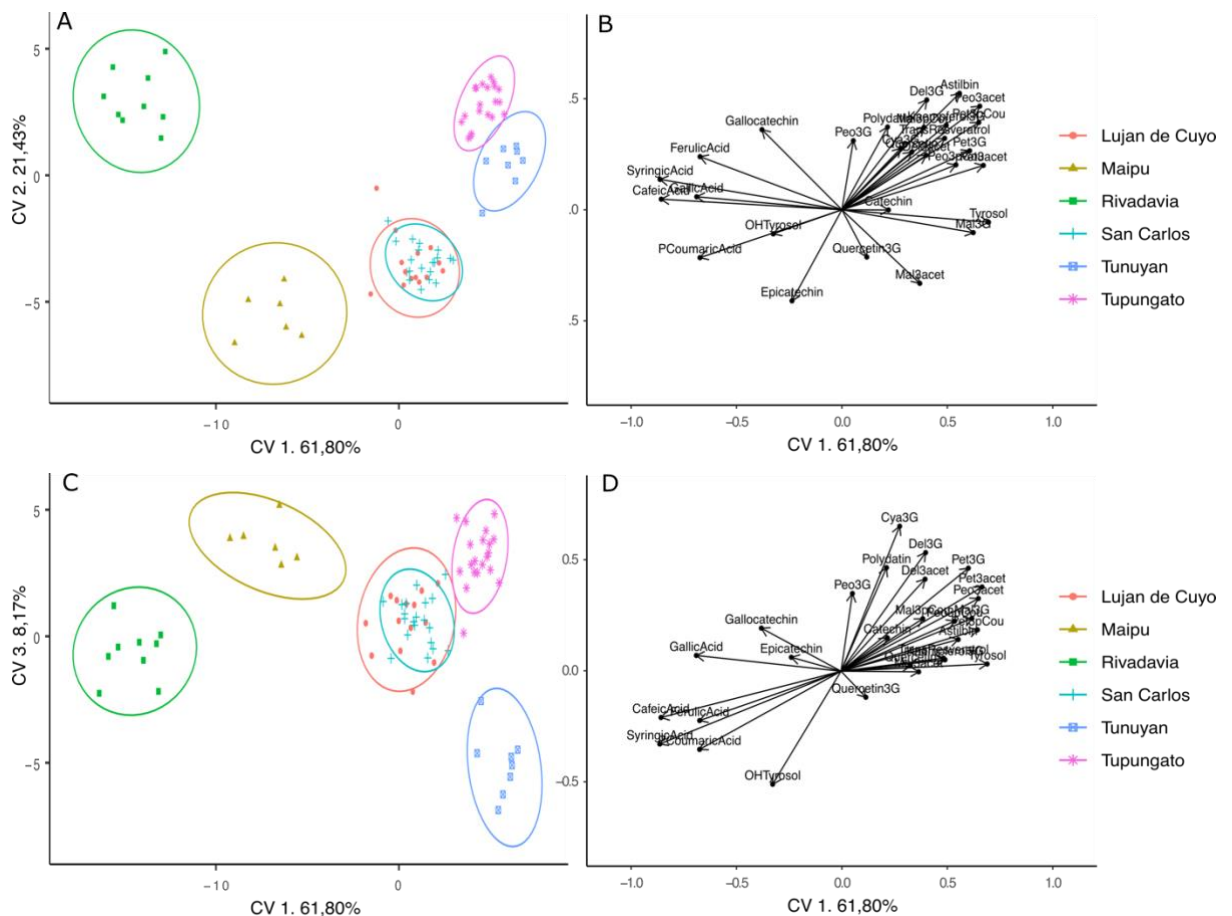 A
5
0
-5
CV 2. 21,43%
-10
0
CV 1. 61,80%
B
0.5
0.0
Astilbin
Del3G
Peo3acet
Gallocatechin
Polydatin
Peo3G
TransResveratrol
Pet3G
FerulicAcid
SyringicAcid
CafeicAcid
GallicAcid
Catechin
Tyrosol
Mal3G
OHTyrosol
PCoumaricAcid
Quercetin3G
Mal3acet
Epicatechin
-1.0
-0.5
0.0
0.5
1.0
CV 1. 61,80%
Lujan de Cuyo
Maipu
Rivadavia
San Carlos
Tunuyan
Tupungato
C
5
0
-5
CV 3. 8,17%
-10
0
CV 1. 61,80%
D
0.5
0.0
-0.5
Cya3G
Del3G
Polydatin
Pet3G
Del3acet
Pet3acet
Peo3G
Peo3acet
Gallocatechin
Catechin
Astilbin
GallicAcid
Epicatechin
Tyrosol
Quercetin3G
CafeicAcid
FerulicAcid
SyringicAcid
CoumaricAcid
OHTyrosol
-1.0
-0.5
0.0
0.5
1.0
CV 1. 61,80%
Lujan de Cuyo
Maipu
Rivadavia
San Carlos
Tunuyan
Tupungato